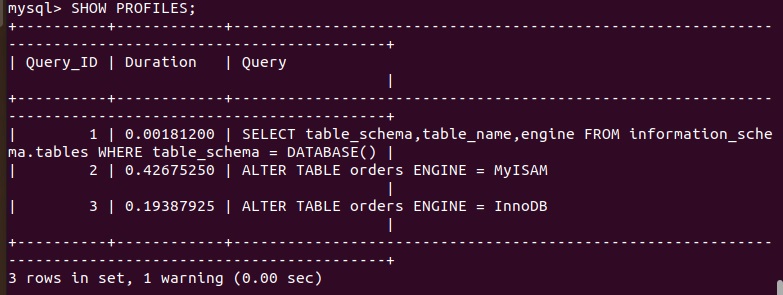 mysql> SHOW PROFILES;
+----------+------------+------------------------------------------------------
--------------------------------------+
| Query_ID | Duration   | Query
                                      |
+----------+------------+------------------------------------------------------
--------------------------------------+
|        1 | 0.00181200 | SELECT table_schema,table_name,engine FROM information_sche
ma.tables WHERE table_schema = DATABASE() |
|        2 | 0.42675250 | ALTER TABLE orders ENGINE = MyISAM
                                      |
|        3 | 0.19387925 | ALTER TABLE orders ENGINE = InnoDB
                                      |
+----------+------------+------------------------------------------------------
--------------------------------------+
3 rows in set, 1 warning (0.00 sec)